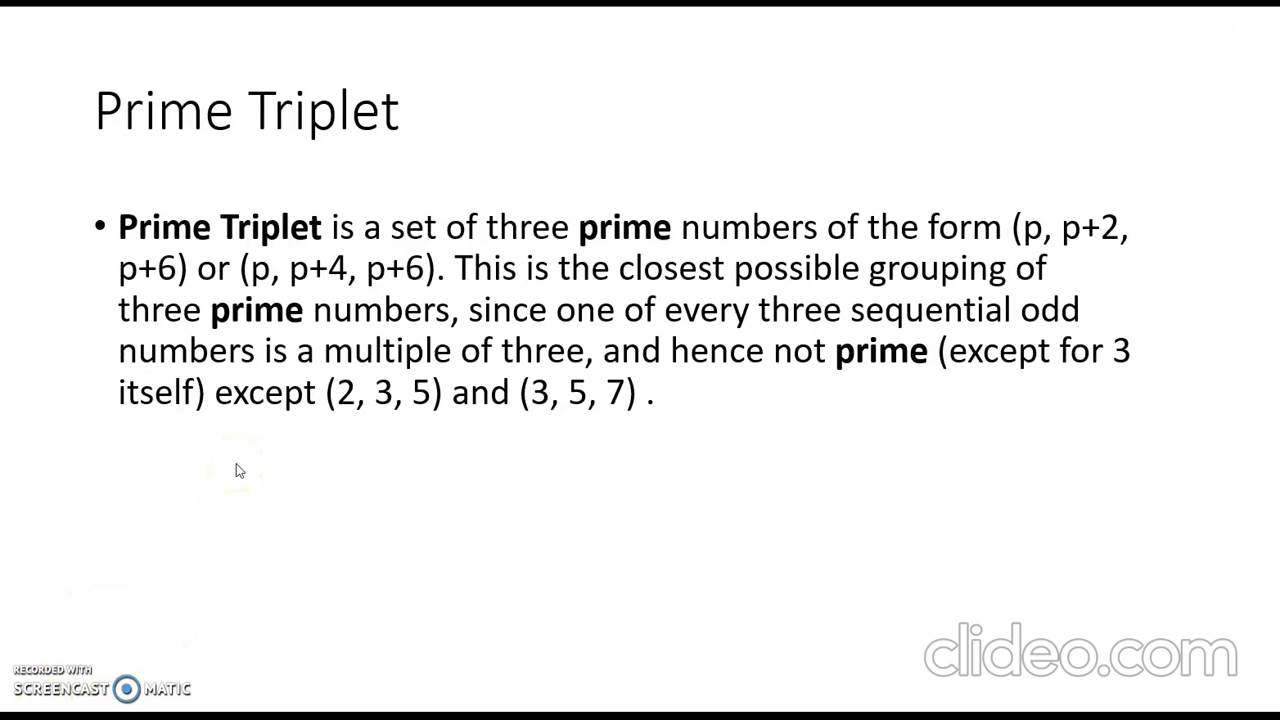 Prime Triplet
• Prime Triplet is a set of three prime numbers of the form (p, p+2,
p+6) or (p, p+4, p+6). This is the closest possible grouping of
three prime numbers, since one of every three sequential odd
numbers is a multiple of three, and hence not prime (except for 3
itself) except (2, 3, 5) and (3, 5, 7) .
clideo.com
RECORDED WITH
SCREENCAST MATIC